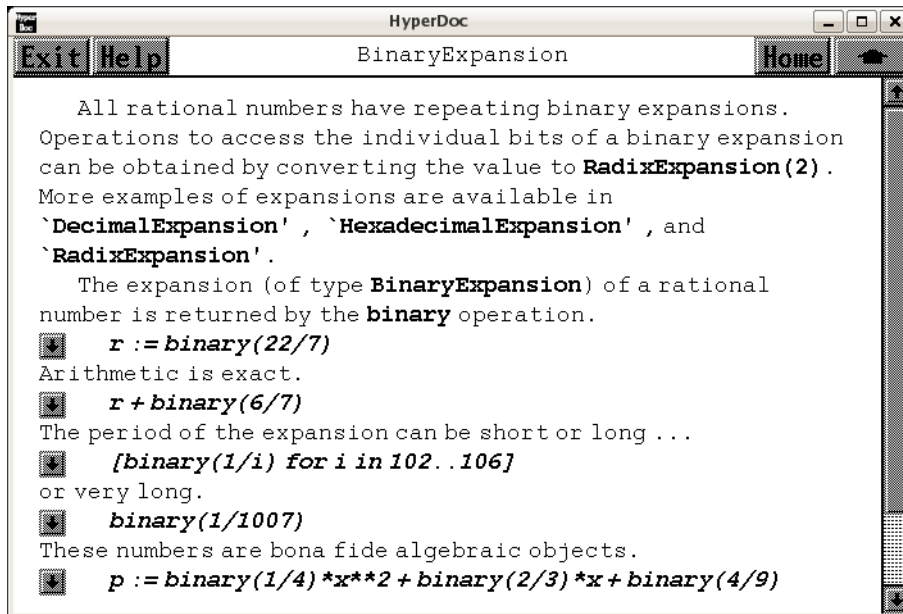 Hyper Doc
HyperDoc
Exit Help BinaryExpansion Home
All rational numbers have repeating binary expansions.
Operations to access the individual bits of a binary expansion
can be obtained by converting the value to RadixExpansion(2).
More examples of expansions are available in
`DecimalExpansion' , `HexadecimalExpansion' , and
`RadixExpansion'.
The expansion (of type BinaryExpansion) of a rational
number is returned by the binary operation.
r := binary(22/7)
Arithmetic is exact.
r + binary(6/7)
The period of the expansion can be short or long ...
[binary(1/i) for i in 102..106]
or very long.
binary(1/1007)
These numbers are bona fide algebraic objects.
p := binary(1/4)*x**2 + binary(2/3)*x + binary(4/9)